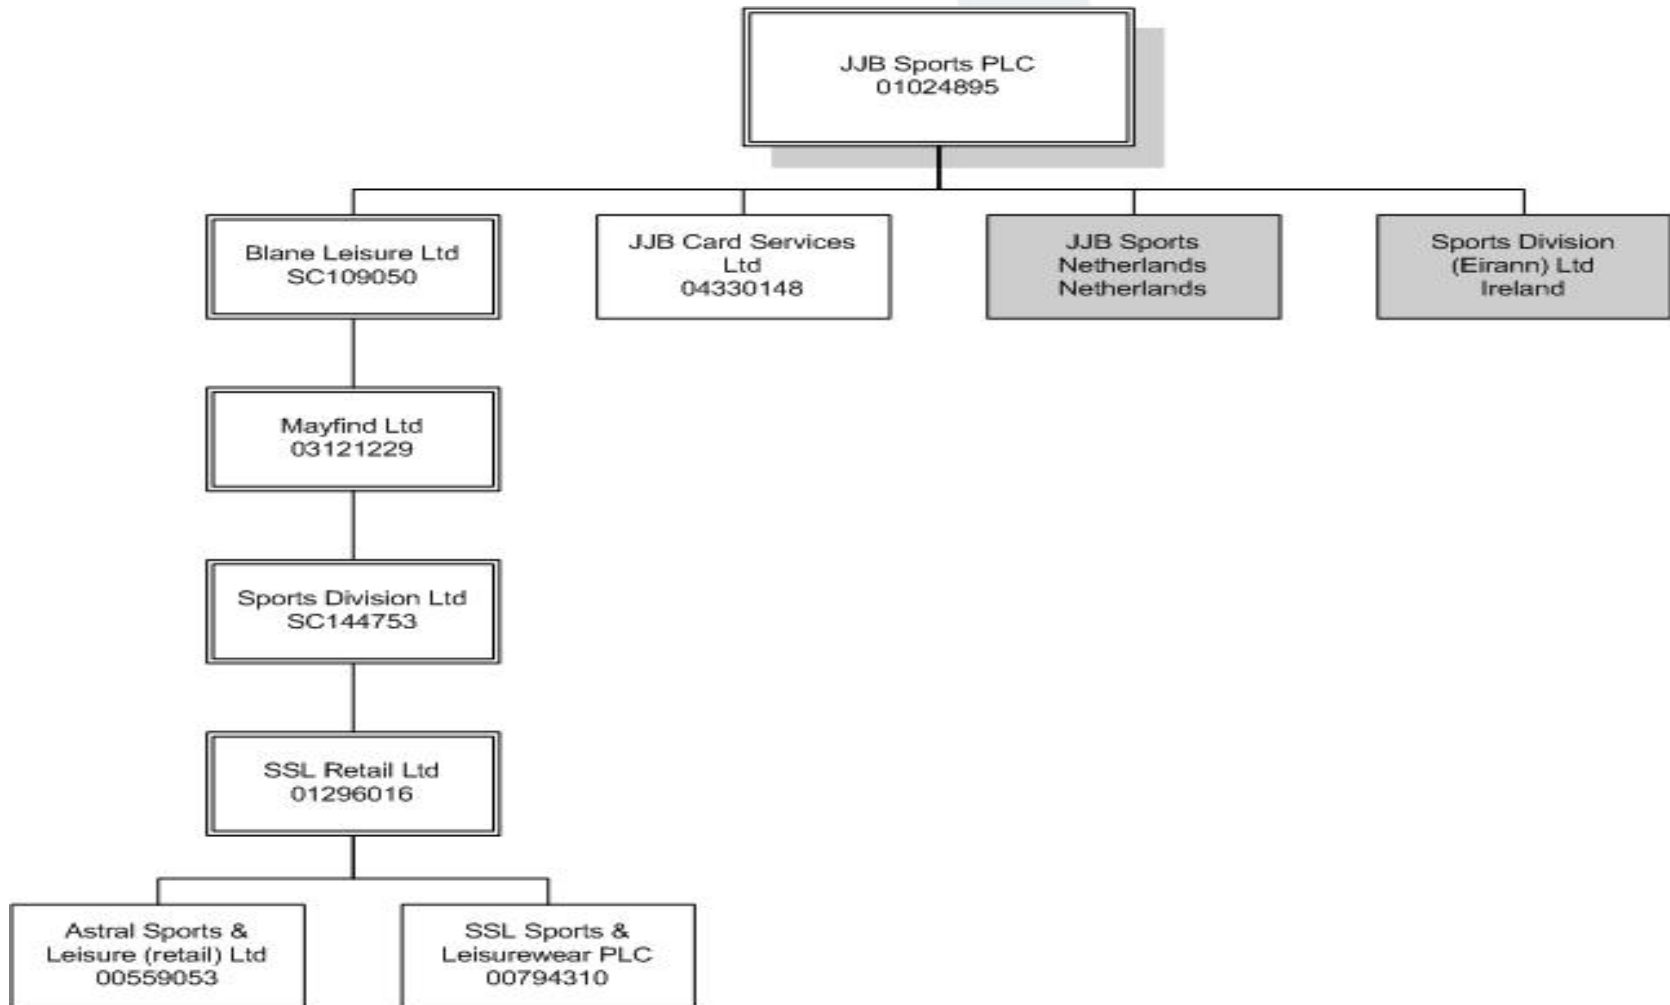 JJB Sports PLC
01024895
Blane Leisure Ltd
SC109050
JJB Card Services
Ltd
04330148
JJB Sports
Netherlands
Netherlands
Sports Division
(Eirann) Ltd
Ireland
Mayfind Ltd
03121229
Sports Division Ltd
SC144753
SSL Retail Ltd
01296016
Astral Sports &
Leisure (retail) Ltd
00559053
SSL Sports &
Leisurewear PLC
00794310